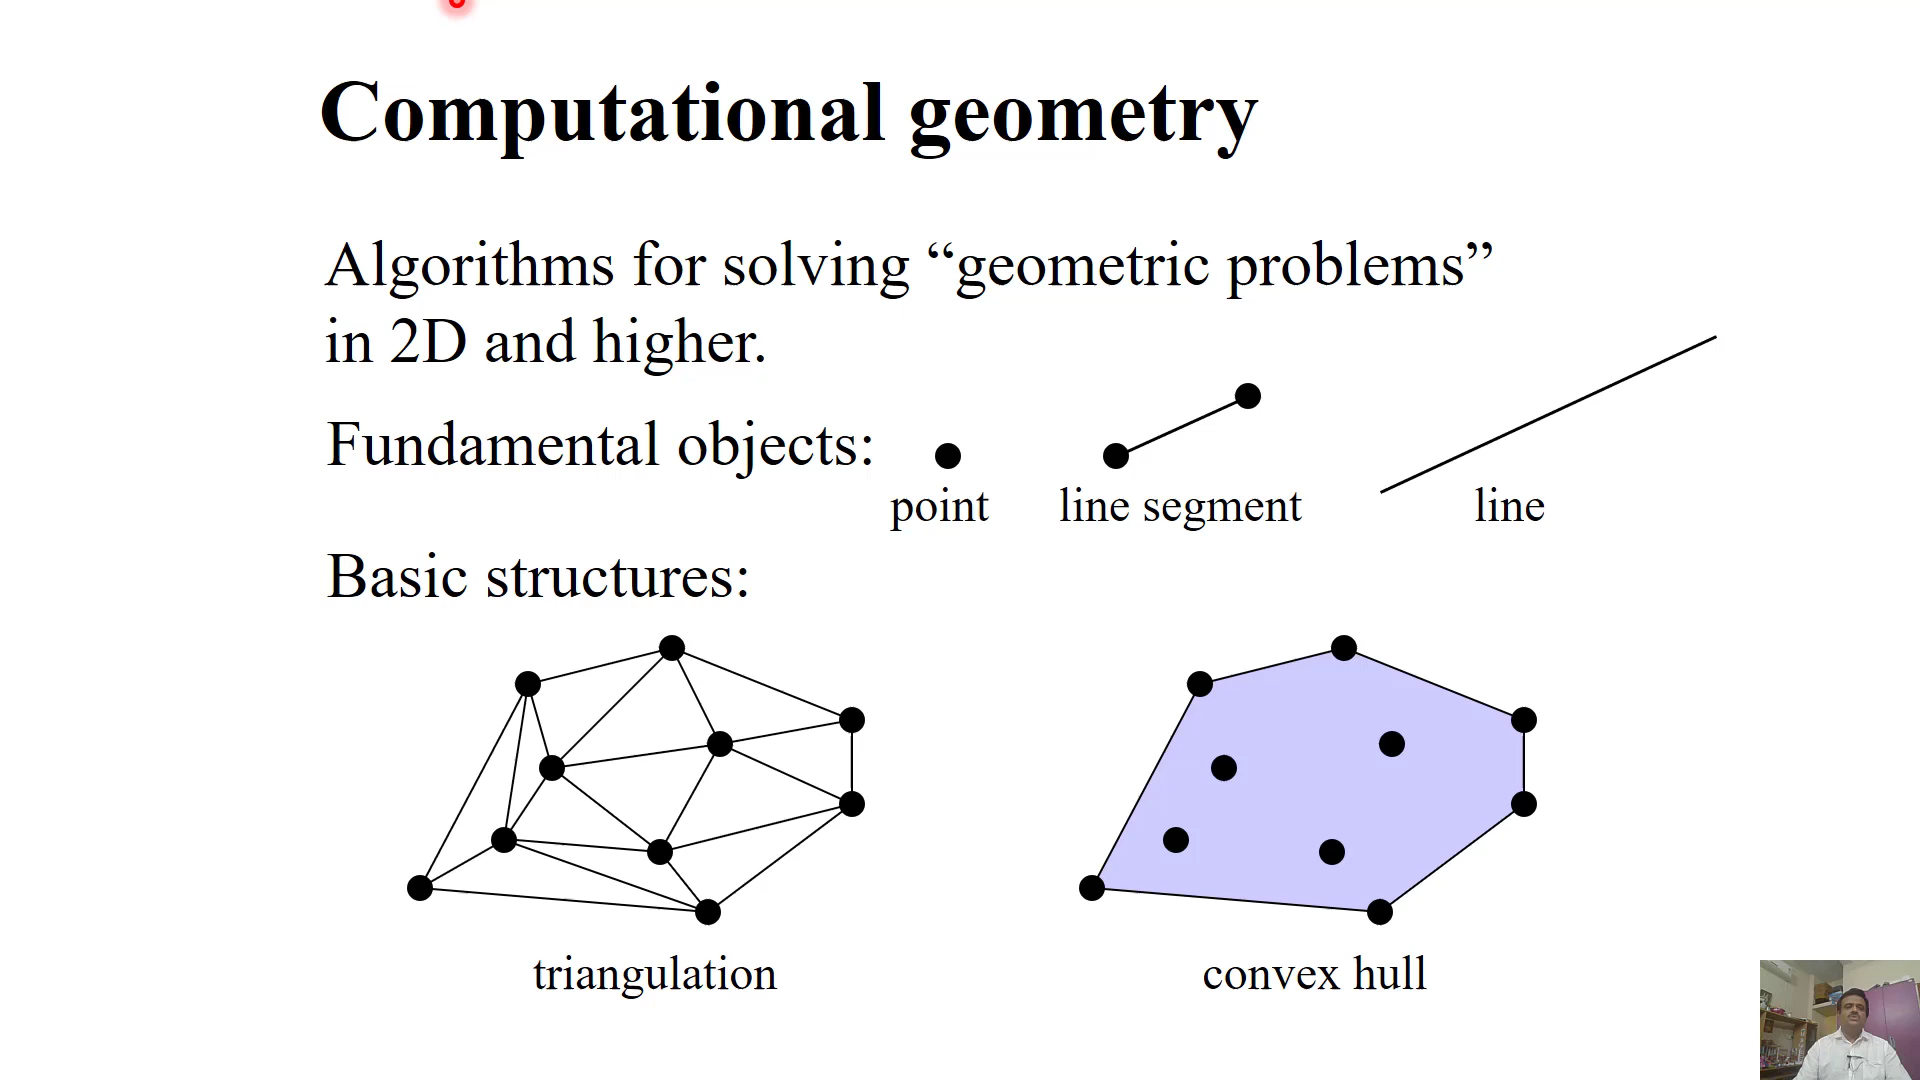 Computational geometry
Algorithms for solving “geometric problems”
in 2D and higher.
Fundamental objects:
point
line segment
line
Basic structures:
triangulation
convex hull